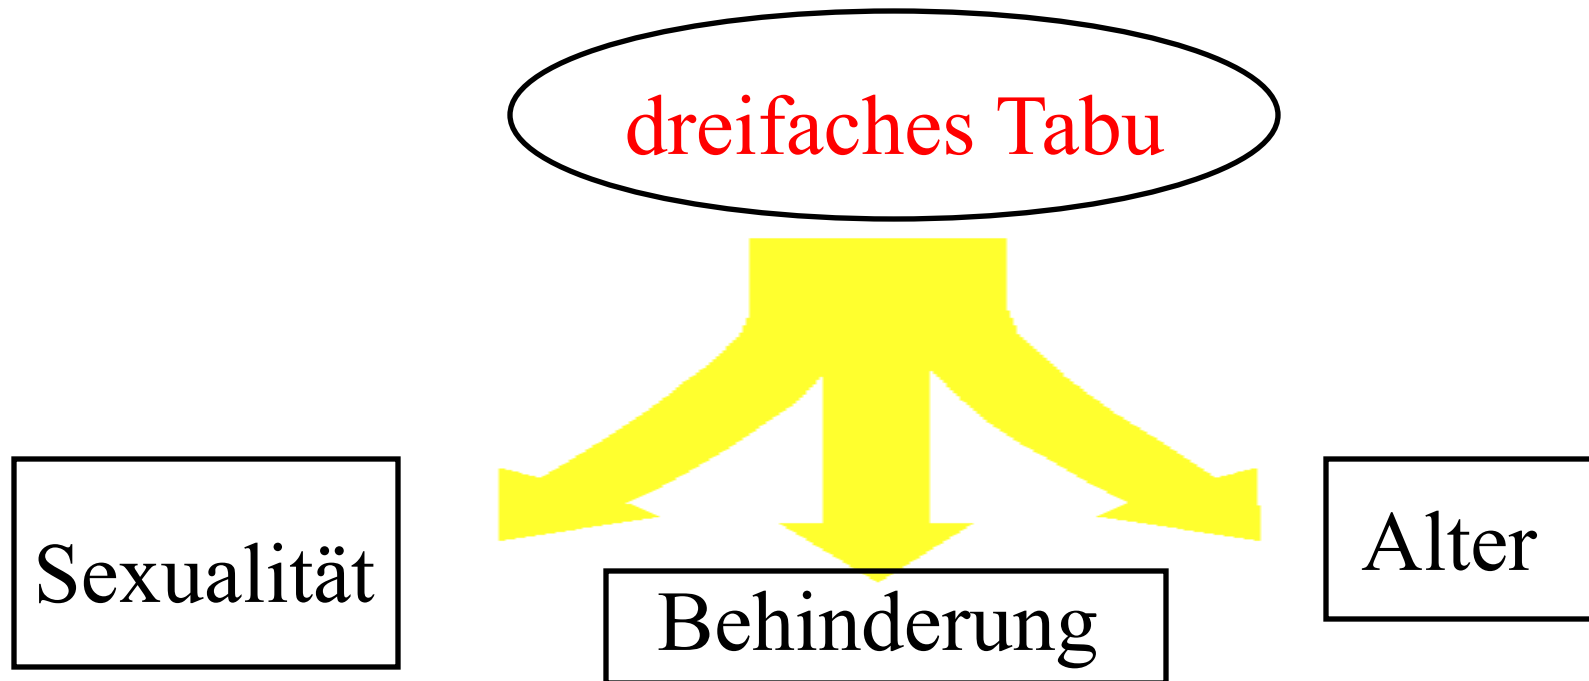 dreifaches Tabu
Sexualität
Behinderung
Alter